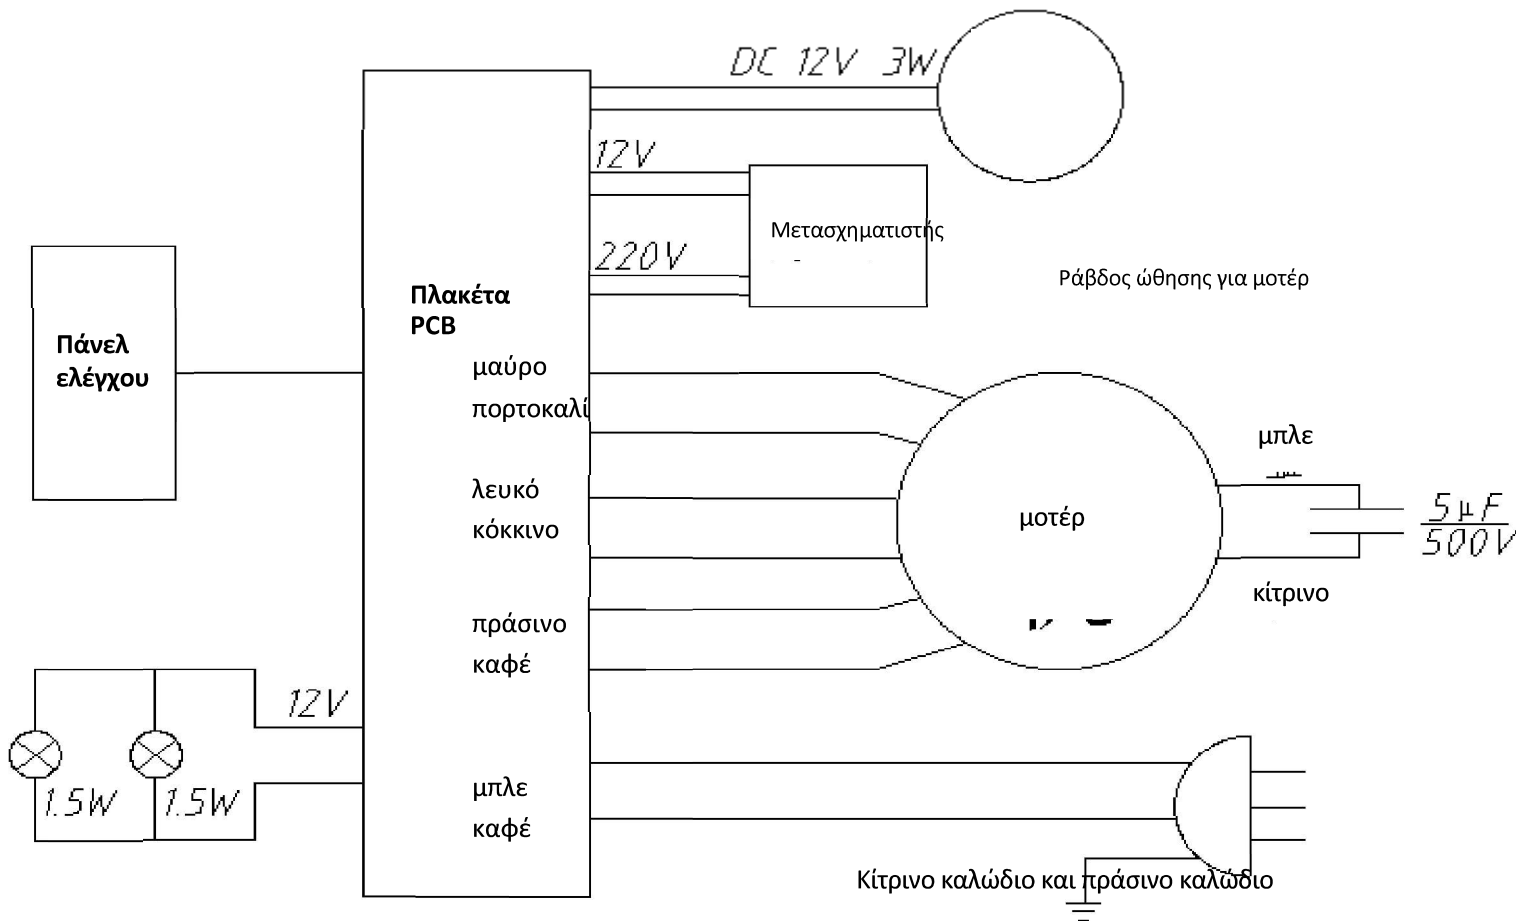 DC 12V 3W
12V
Μετασχηματιστής
220V
Ράβδος ώθησης για μοτέρ
Πλακέτα
PCB
Πάνελ
ελέγχου
μαύρο
πορτοκαλί
λευκό
κόκκινο
πράσινο
καφέ
μοτέρ
μπλε
5μF
500V
κίτρινο
12V
1.5W 1.5W
μπλε
καφέ
Κίτρινο καλώδιο και πράσινο καλώδιο